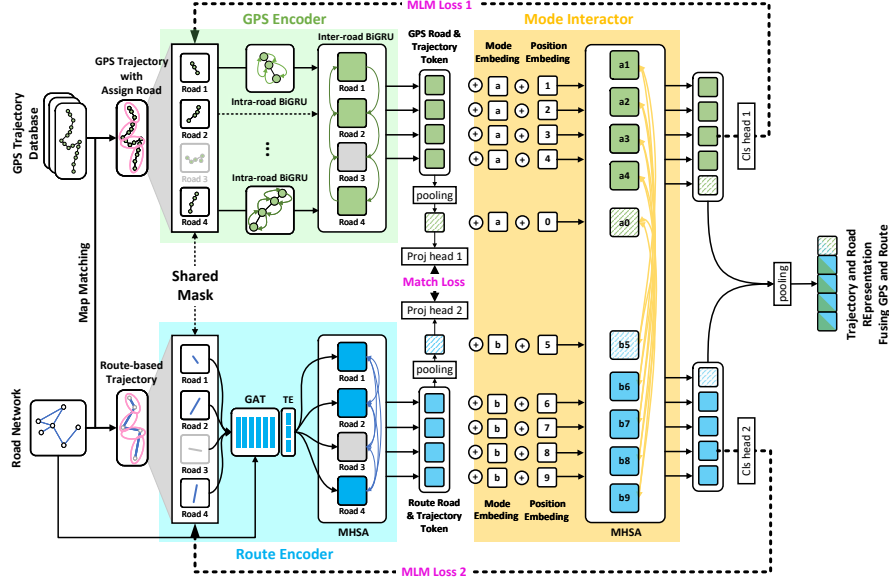 MLM Loss 1
GPS Encoder
Mode Interactor
Inter-road BiGRU
GPS Road &
Trajectory
Token
GPS Trajectory
with
Assign Road
Mode
Embeding
Position
Embeding
GPS Trajectory
Database
Road 1
Intra-road BiGRU
Road 1
Road 2
Road 2
Road 3
...
Road 3
Intra-road BiGRU
Road 4
Road 4
a
1
a
2
a
3
a
4
a
0
a1
a2
a3
a4
a0
Cls head 1
pooling
Proj head 1
Match Loss
Proj head 2
pooling
Shared
Mask
Map Matching
pooling
Trajectory and Road
REpresentation
Fusing GPS and Route
Route-based
Trajectory
Road Network
Road 1
Road 2
Road 3
Road 4
GAT
TE
Road 1
Road 2
Road 3
Road 4
MHSA
b
5
b
6
b
7
b
8
b
9
b5
b6
b7
b8
b9
MHSA
Cls head 2
Route Road
& Trajectory
Token
Mode
Embeding
Position
Embeding
Route Encoder
MLM Loss 2